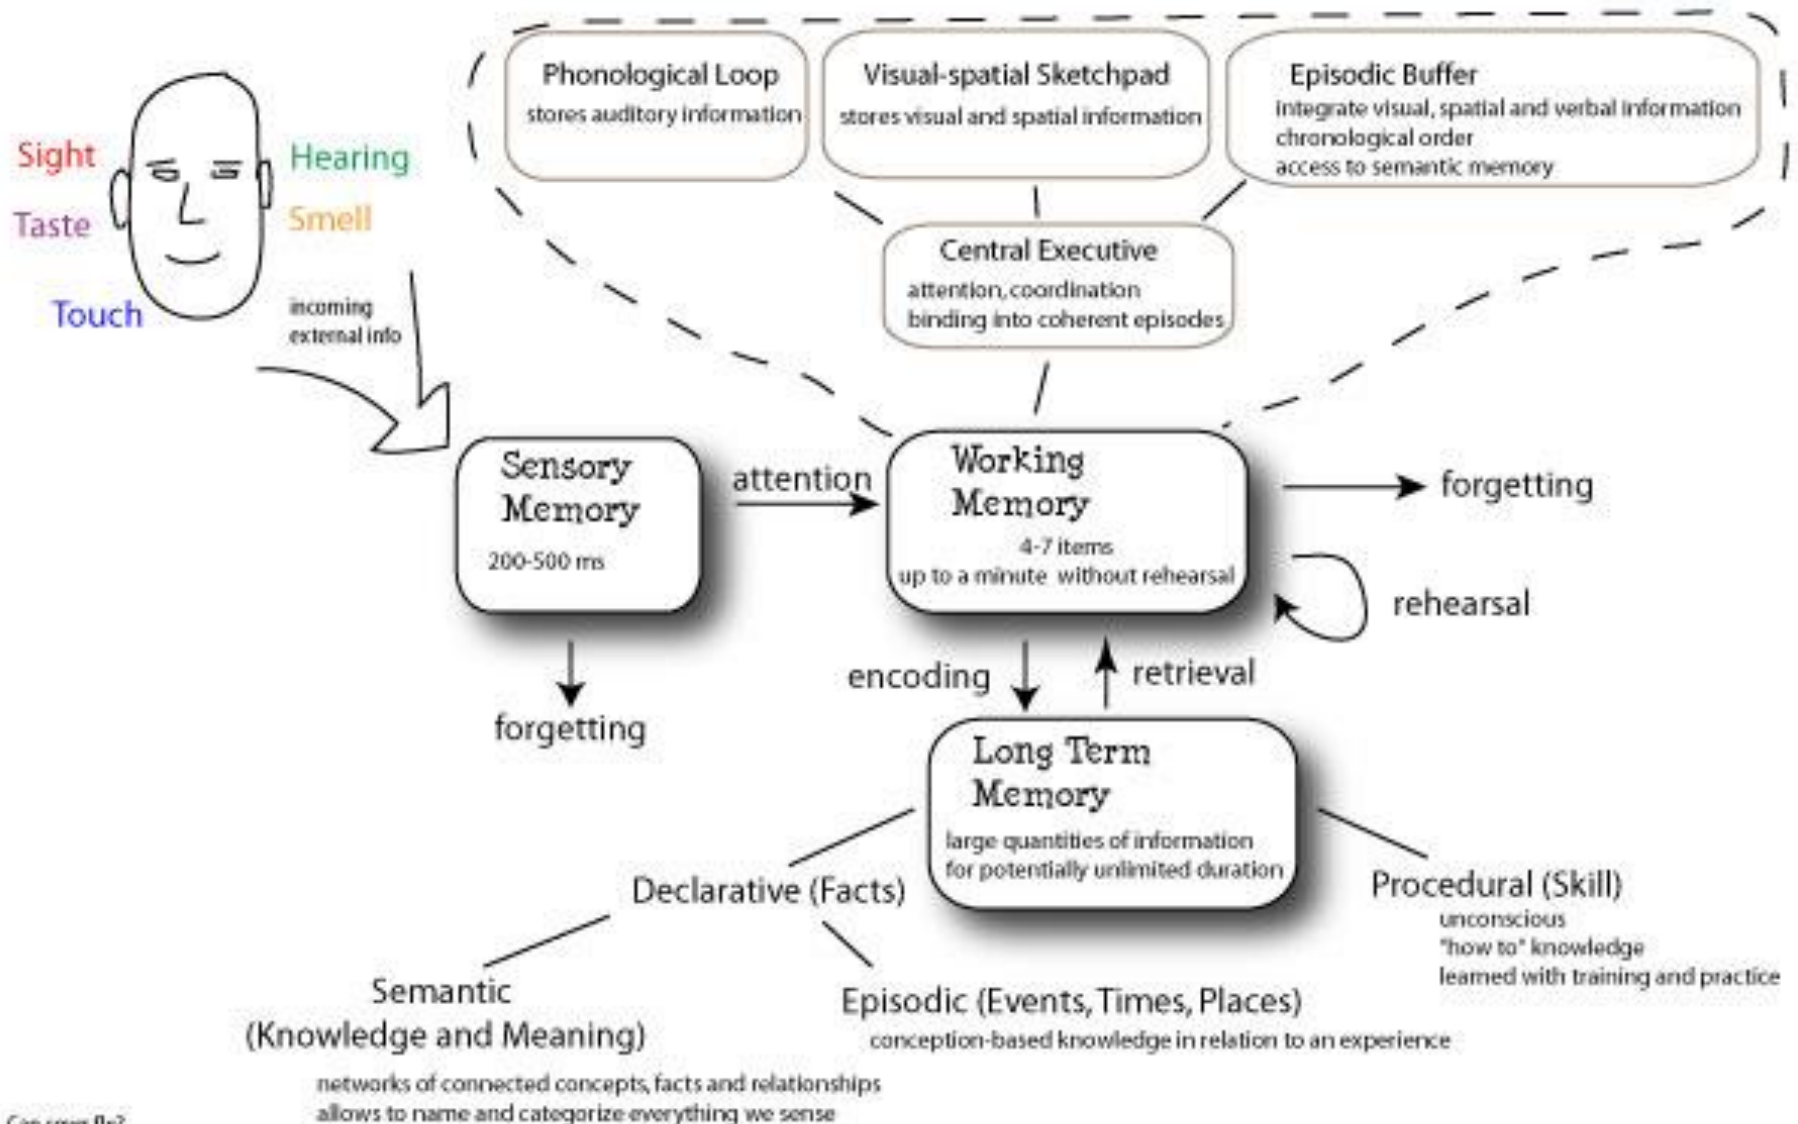 Phonological Loop
stores auditory information
Visual-spatial Sketchpad
stores visual and spatial information
Episodic Buffer
integrate visual, spatial and verbal information
chronological order
access to semantic memory
Sight
Hearing
Taste
Smell
Touch
incoming
external info
Central Executive
attention, coordination
binding into coherent episodes
Sensory
Memory
200-500 ms
attention
Working
Memory
4-7 items
up to a minute without rehearsal
forgetting
rehearsal
forgetting
encoding
retrieval
Long Term
Memory
large quantities of information
for potentially unlimited duration
Declarative (Facts)
Procedural (Skill)
unconscious
"how to" knowledge
learned with training and practice
Semantic
(Knowledge and Meaning)
networks of connected concepts, facts and relationships
allows to name and categorize everything we sense
Episodic (Events, Times, Places)
conception-based knowledge in relation to an experience